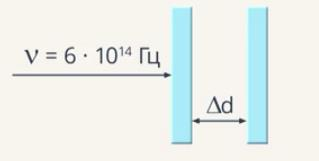 ν = 6 · 10¹⁴ Гц
Δd